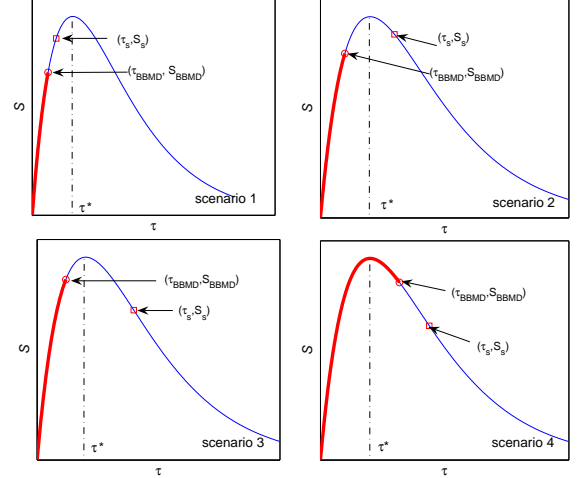 S
(τs,Ss)
(τBBMD, SBBMD)
scenario 1
τ*
τ
S
(τs,Ss)
(τBBMD, SBBMD)
scenario 2
τ*
τ
S
(τBBMD,SBBMD)
(τs,Ss)
scenario 3
τ*
τ
S
(τBBMD,SBBMD)
(τs,Ss)
scenario 4
τ*
τ